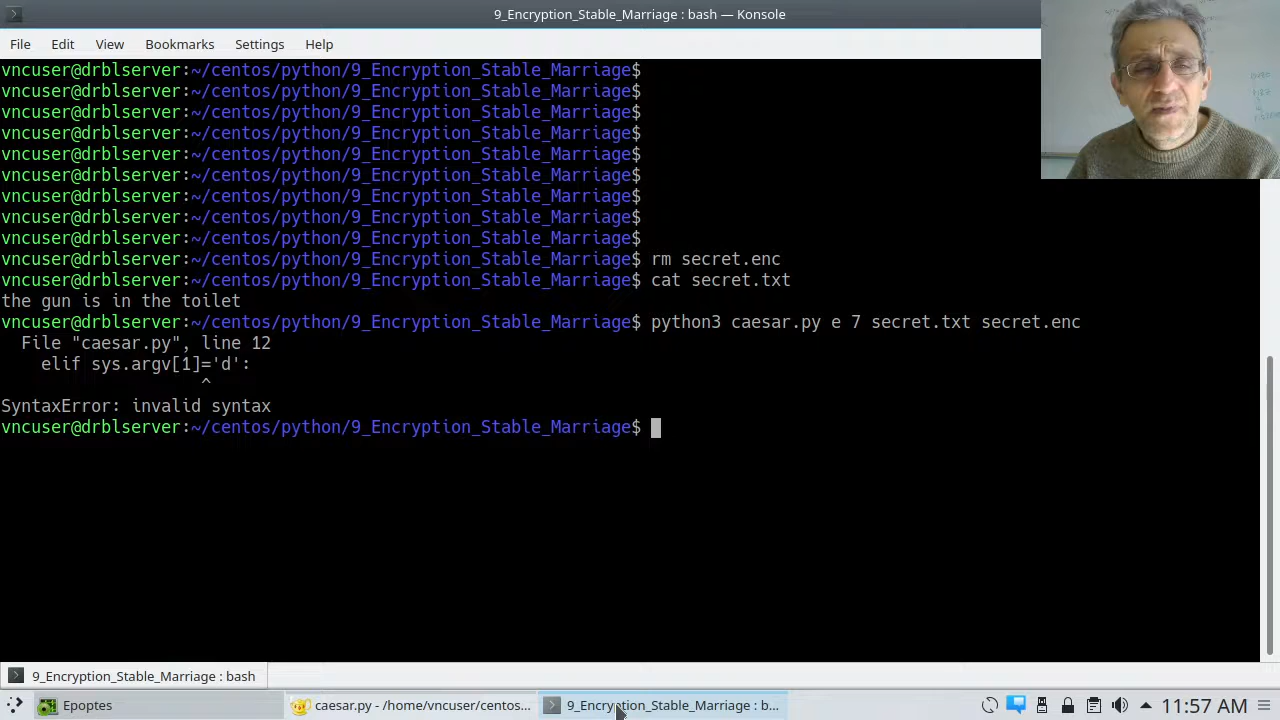 9_Encryption_Stable_Marriage : bash — Konsole
File Edit View Bookmarks Settings Help
vncuser@drblserver:~/centos/python/9_Encryption_Stable_Marriage$
vncuser@drblserver:~/centos/python/9_Encryption_Stable_Marriage$
vncuser@drblserver:~/centos/python/9_Encryption_Stable_Marriage$
vncuser@drblserver:~/centos/python/9_Encryption_Stable_Marriage$
vncuser@drblserver:~/centos/python/9_Encryption_Stable_Marriage$
vncuser@drblserver:~/centos/python/9_Encryption_Stable_Marriage$
vncuser@drblserver:~/centos/python/9_Encryption_Stable_Marriage$
vncuser@drblserver:~/centos/python/9_Encryption_Stable_Marriage$
vncuser@drblserver:~/centos/python/9_Encryption_Stable_Marriage$
vncuser@drblserver:~/centos/python/9_Encryption_Stable_Marriage$ rm secret.enc
vncuser@drblserver:~/centos/python/9_Encryption_Stable_Marriage$ cat secret.txt
the gun is in the toilet
vncuser@drblserver:~/centos/python/9_Encryption_Stable_Marriage$ python3 caesar.py e 7 secret.txt secret.enc
File "caesar.py", line 12
elif sys.argv[1]='d':
^
SyntaxError: invalid syntax
vncuser@drblserver:~/centos/python/9_Encryption_Stable_Marriage$
9_Encryption_Stable_Marriage : bash
Epoptes
caesar.py - /home/vncuser/centos...
9_Encryption_Stable_Marriage : b...
11:57 AM